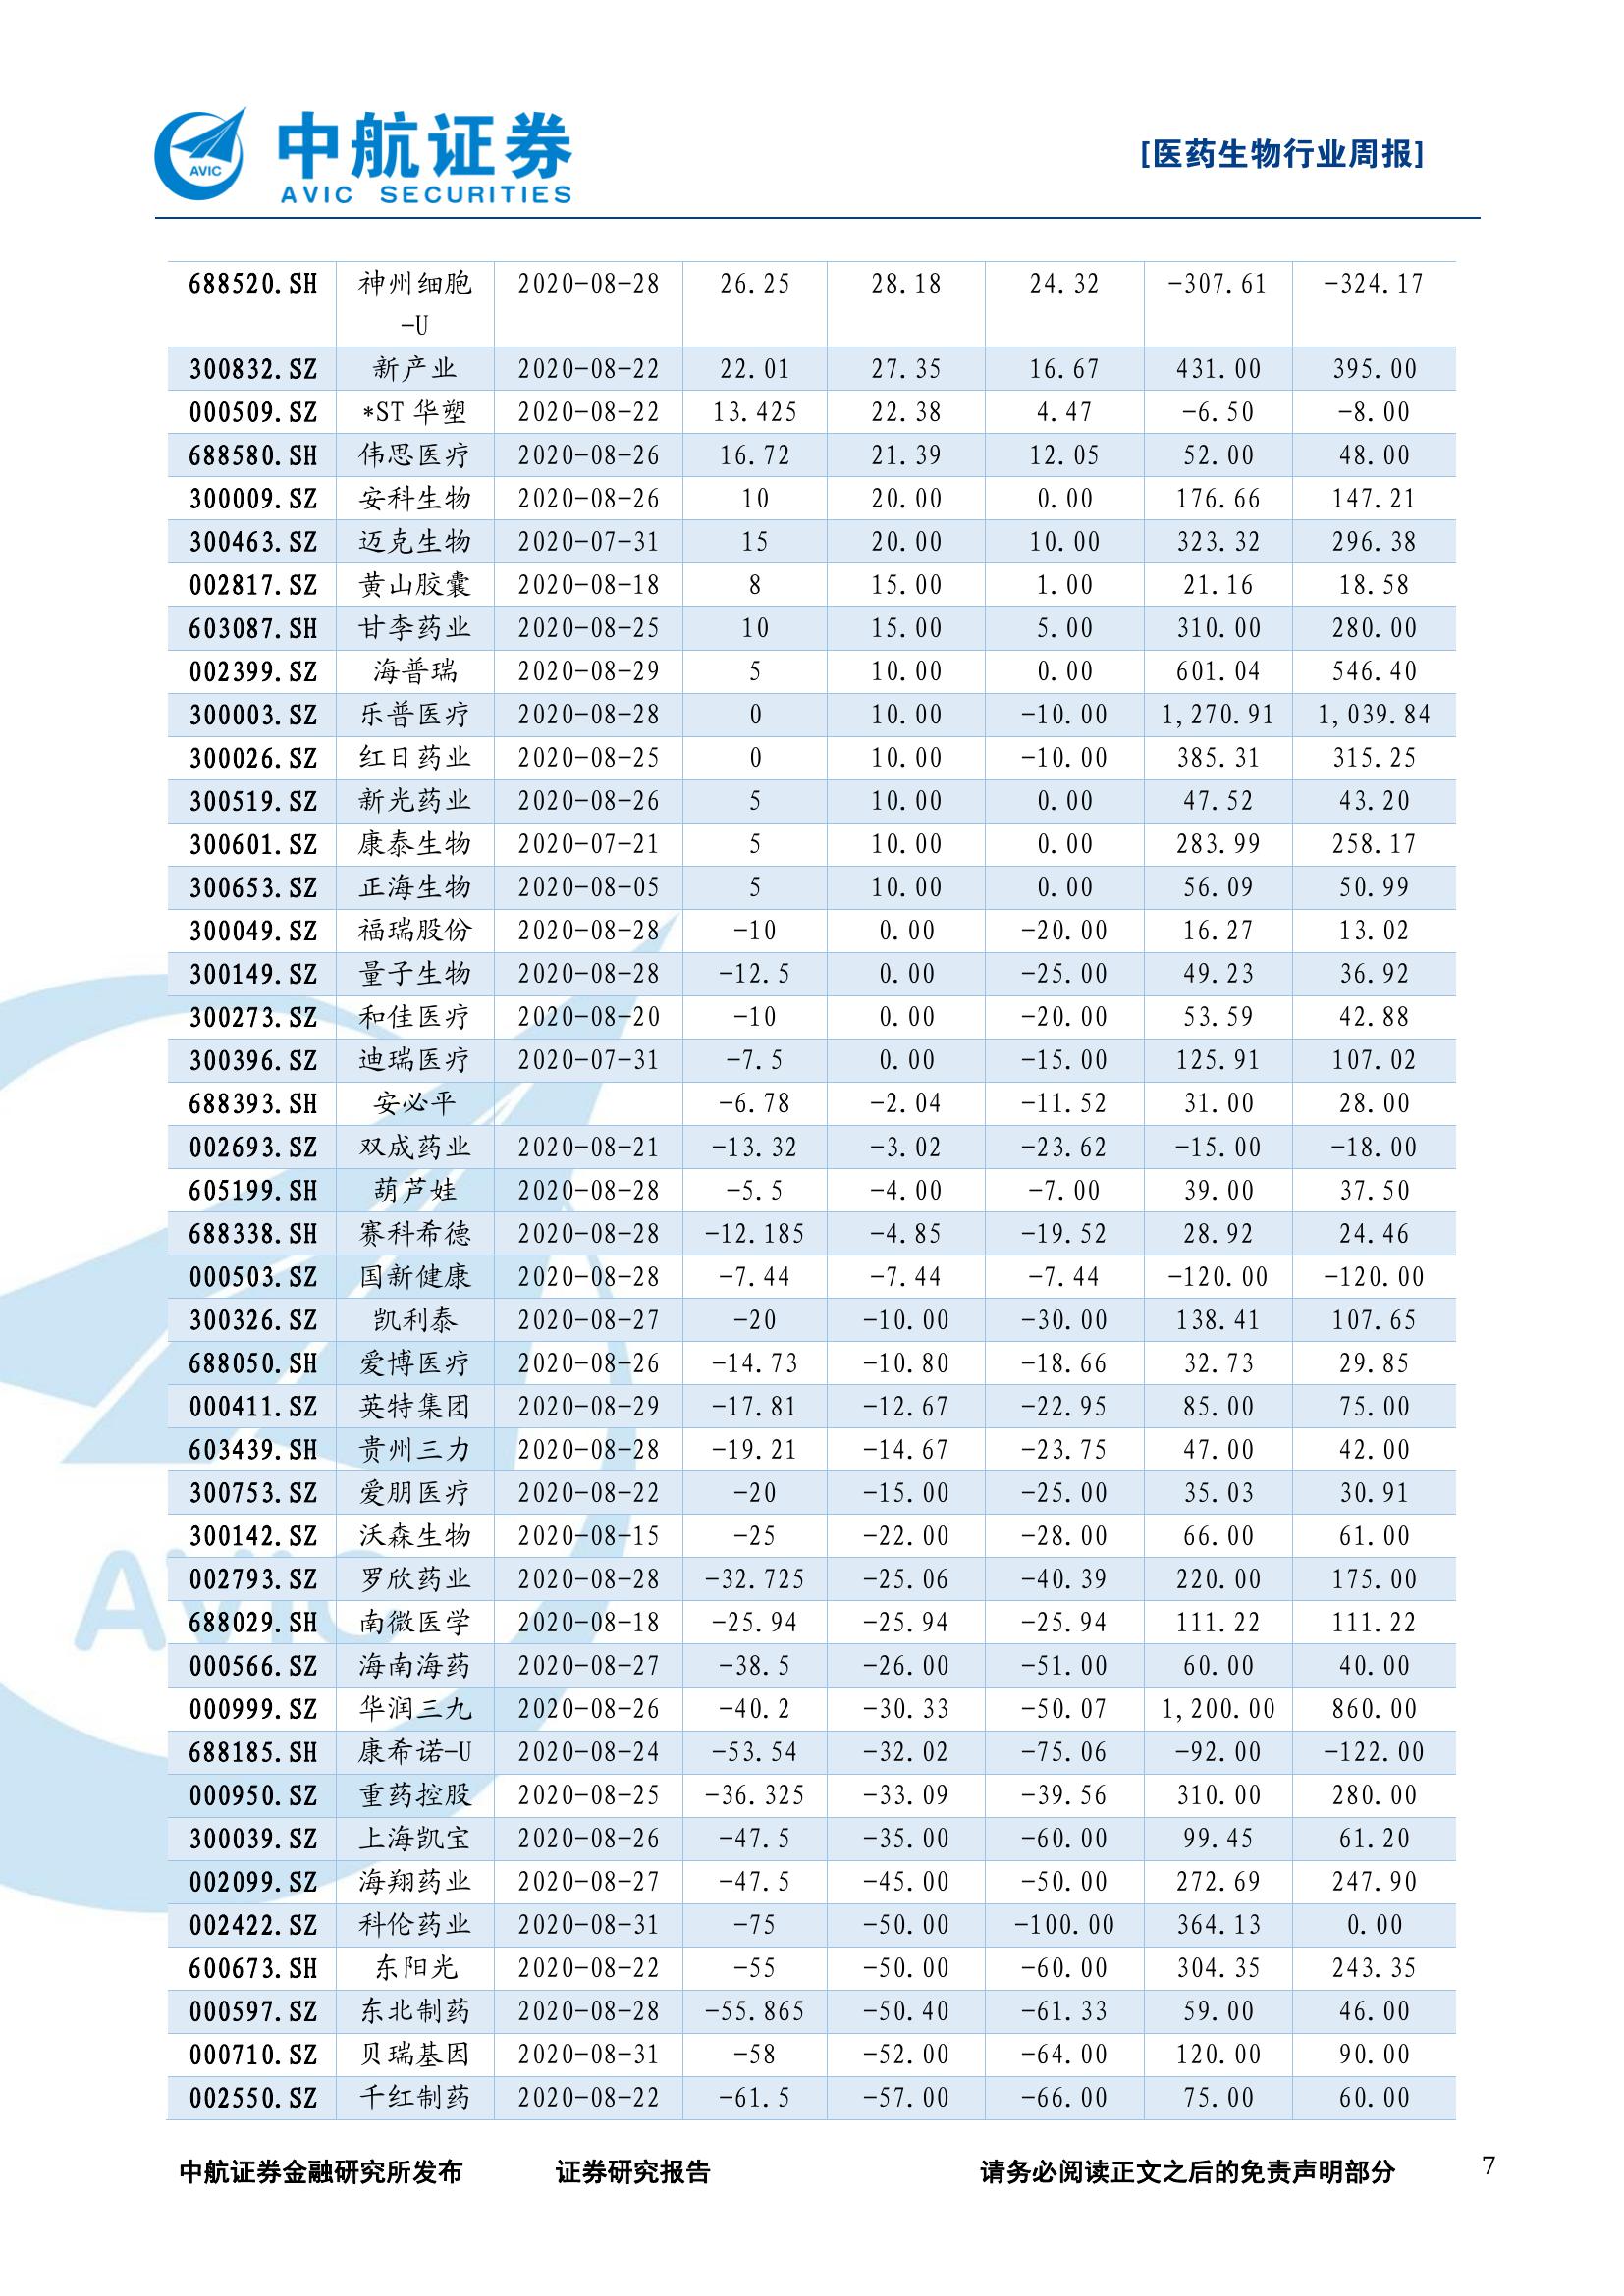 中航证券
AVIC SECURITIES
AVIC
[医药生物行业周报]
688520.SH 神州细胞 2020-08-28 26.25 28.18 24.32 -307.61 -324.17
-U
300832.SZ 新产业 2020-08-22 22.01 27.35 16.67 431.00 395.00
000509.SZ *ST 华塑 2020-08-22 13.425 22.38 4.47 -6.50 -8.00
688580.SH 伟思医疗 2020-08-26 16.72 21.39 12.05 52.00 48.00
300009.SZ 安科生物 2020-08-26 10 20.00 0.00 176.66 147.21
300463.SZ 迈克生物 2020-07-31 15 20.00 10.00 323.32 296.38
002817.SZ 黄山胶囊 2020-08-18 8 15.00 1.00 21.16 18.58
603087.SH 甘李药业 2020-08-25 10 15.00 5.00 310.00 280.00
002399.SZ 海普瑞 2020-08-29 5 10.00 0.00 601.04 546.40
300003.SZ 乐普医疗 2020-08-28 0 10.00 -10.00 1,270.91 1,039.84
300026.SZ 红日药业 2020-08-25 0 10.00 -10.00 385.31 315.25
300519.SZ 新光药业 2020-08-26 5 10.00 0.00 47.52 43.20
300601.SZ 康泰生物 2020-07-21 5 10.00 0.00 283.99 258.17
300653.SZ 正海生物 2020-08-05 5 10.00 0.00 56.09 50.99
300049.SZ 福瑞股份 2020-08-28 -10 0.00 -20.00 16.27 13.02
300149.SZ 量子生物 2020-08-28 -12.5 0.00 -25.00 49.23 36.92
300273.SZ 和佳医疗 2020-08-20 -10 0.00 -20.00 53.59 42.88
300396.SZ 迪瑞医疗 2020-07-31 -7.5 0.00 -15.00 125.91 107.02
688393.SH 安必平 -6.78 -2.04 -11.52 31.00 28.00
002693.SZ 双成药业 2020-08-21 -13.32 -3.02 -23.62 -15.00 -18.00
605199.SH 葫芦娃 2020-08-28 -5.5 -4.00 -7.00 39.00 37.50
688338.SH 赛科希德 2020-08-28 -12.185 -4.85 -19.52 28.92 24.46
000503.SZ 国新健康 2020-08-28 -7.44 -7.44 -7.44 -120.00 -120.00
300326.SZ 凯利泰 2020-08-27 -20 -10.00 -30.00 138.41 107.65
688050.SH 爱博医疗 2020-08-26 -14.73 -10.80 -18.66 32.73 29.85
000411.SZ 英特集团 2020-08-29 -17.81 -12.67 -22.95 85.00 75.00
603439.SH 贵州三力 2020-08-28 -19.21 -14.67 -23.75 47.00 42.00
300753.SZ 爱朋医疗 2020-08-22 -20 -15.00 -25.00 35.03 30.91
300142.SZ 沃森生物 2020-08-15 -25 -22.00 -28.00 66.00 61.00
002793.SZ 罗欣药业 2020-08-28 -32.725 -25.06 -40.39 220.00 175.00
688029.SH 南微医学 2020-08-18 -25.94 -25.94 -25.94 111.22 111.22
000566.SZ 海南海药 2020-08-27 -38.5 -26.00 -51.00 60.00 40.00
000999.SZ 华润三九 2020-08-26 -40.2 -30.33 -50.07 1,200.00 860.00
688185.SH 康希诺-U 2020-08-24 -53.54 -32.02 -75.06 -92.00 -122.00
000950.SZ 重药控股 2020-08-25 -36.325 -33.09 -39.56 310.00 280.00
300039.SZ 上海凯宝 2020-08-26 -47.5 -35.00 -60.00 99.45 61.20
002099.SZ 海翔药业 2020-08-27 -47.5 -45.00 -50.00 272.69 247.90
002422.SZ 科伦药业 2020-08-31 -75 -50.00 -100.00 364.13 0.00
600673.SH 东阳光 2020-08-22 -55 -50.00 -60.00 304.35 243.35
000597.SZ 东北制药 2020-08-28 -55.865 -50.40 -61.33 59.00 46.00
000710.SZ 贝瑞基因 2020-08-31 -58 -52.00 -64.00 120.00 90.00
002550.SZ 千红制药 2020-08-22 -61.5 -57.00 -66.00 75.00 60.00
AVIC
中航证券金融研究所发布 证券研究报告 请务必阅读正文之后的免责声明部分 7